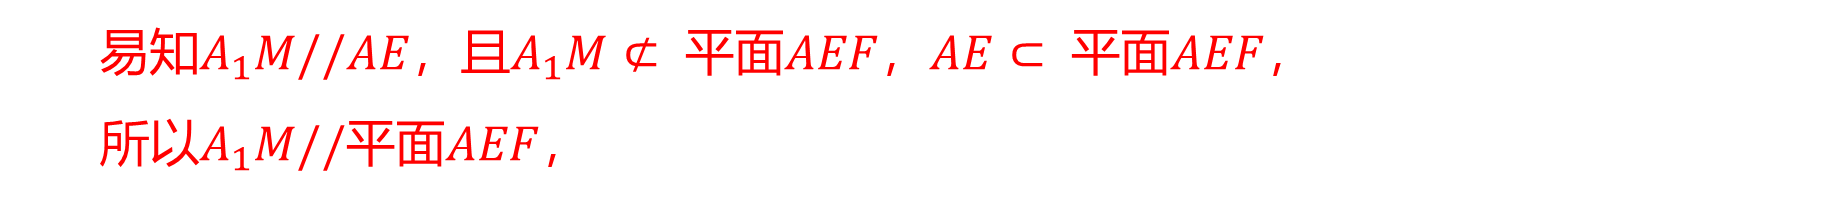 易知A₁M//AE，且A₁M ⊄ 平面AEF，AE ⊂ 平面AEF，
所以A₁M//平面AEF，